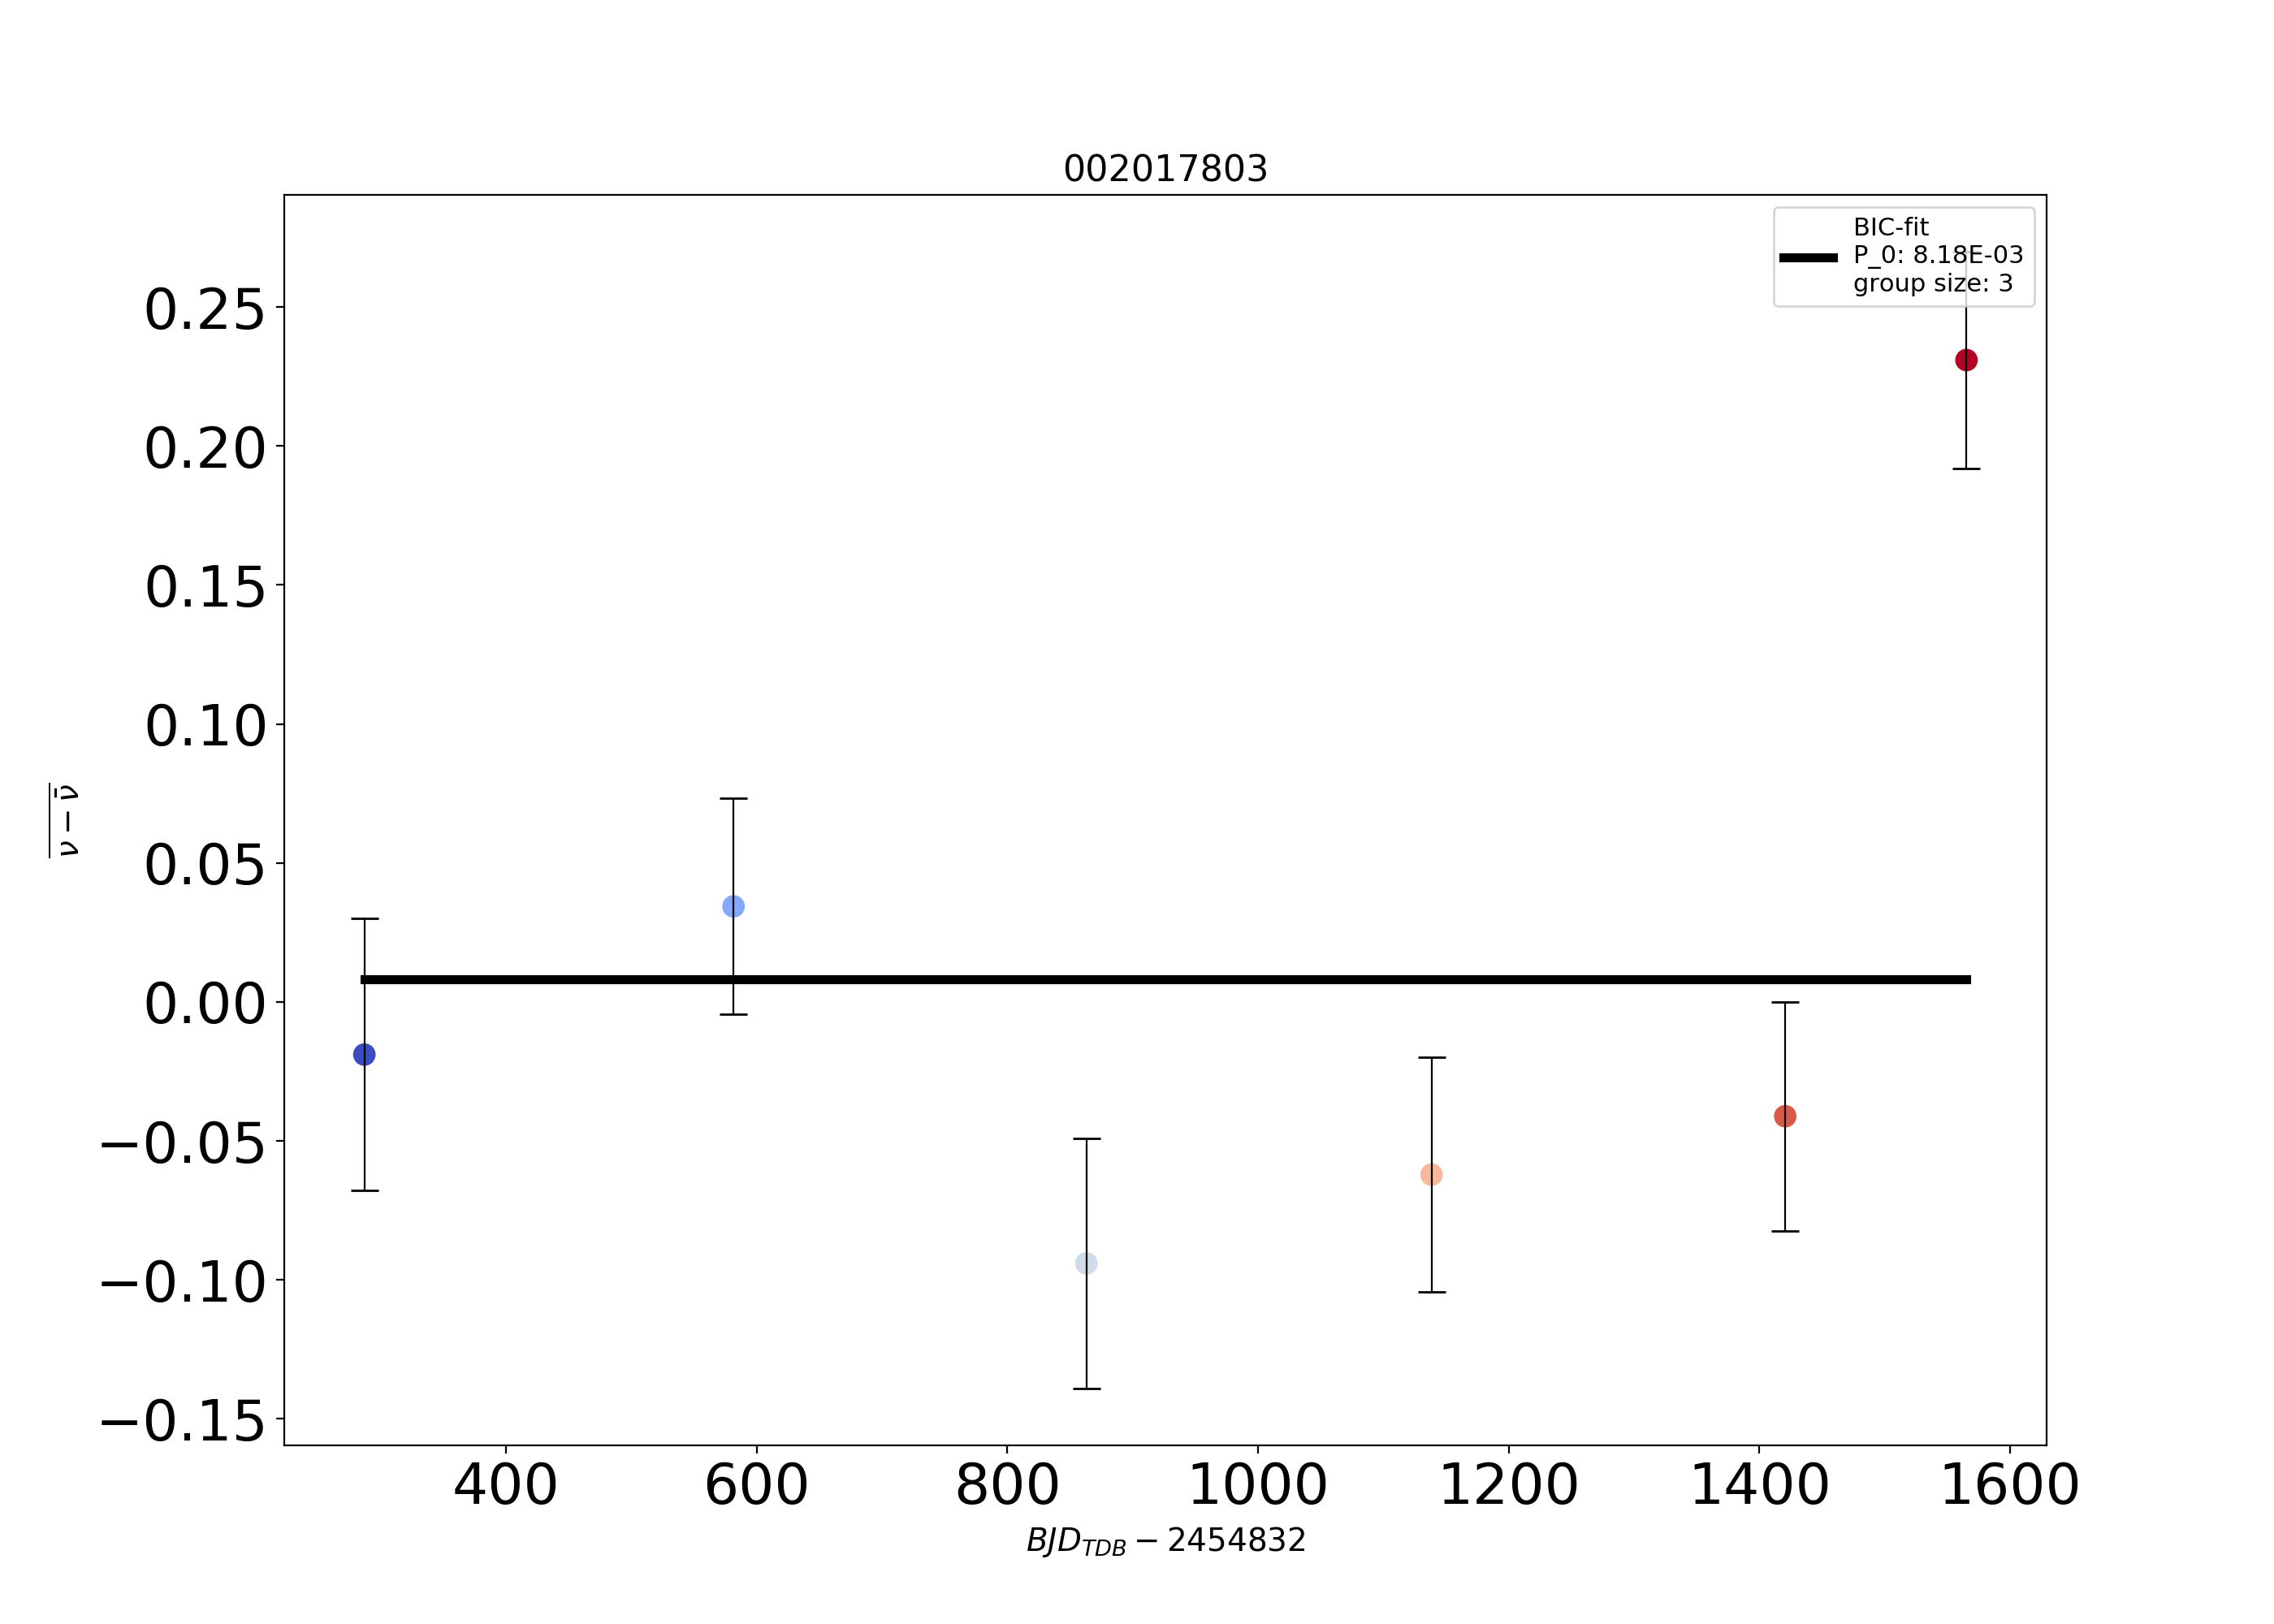 002017803
BIC-fit
P_0: 8.18E-03
group size: 3
0.25
0.20
0.15
0.10
0.05
0.00
−0.05
−0.10
−0.15
ν − ν̄
400 600 800 1000 1200 1400 1600
BJD_TDB − 2454832